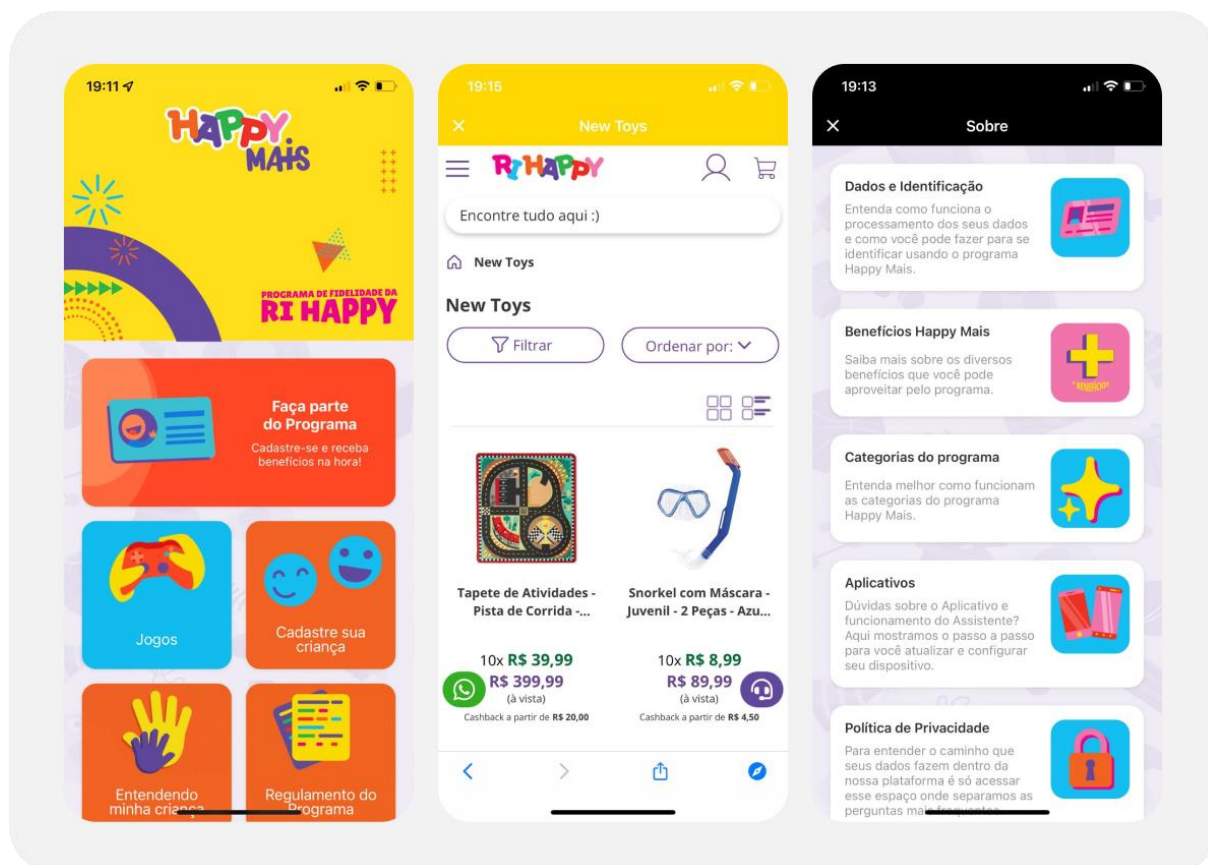 19:11
HAPPY
MAIS
PROGRAMA DE FIDELIDADE DA
RI HAPPY
Faça parte
do Programa
Cadastre-se e receba
benefícios na hora!
Jogos
Cadastre sua
criança
Entendendo
minha criança
Regulamento do
Programa
19:15
New Toys
RI HAPPY
Encontre tudo aqui :)
New Toys
New Toys
Filtrar
Ordenar por:
Tapete de Atividades -
Pista de Corrida -...
10x R$ 39,99
R$ 399,99
(à vista)
Cashback a partir de R$ 20,00
Snorkel com Máscara -
Juvenil - 2 Peças - Azu...
10x R$ 8,99
R$ 89,99
(à vista)
Cashback a partir de R$ 4,50
19:13
Sobre
Dados e Identificação
Entenda como funciona o
processamento dos seus dados
e como você pode fazer para se
identificar usando o programa
Happy Mais.
Benefícios Happy Mais
Saiba mais sobre os diversos
benefícios que você pode
aproveitar pelo programa.
+ BENEFÍCIOS
Categorias do programa
Entenda melhor como funcionam
as categorias do programa
Happy Mais.
Aplicativos
Dúvidas sobre o Aplicativo e
funcionamento do Assistente?
Aqui mostramos o passo a passo
para você atualizar e configurar
seu dispositivo.
Política de Privacidade
Para entender o caminho que
seus dados fazem dentro da
nossa plataforma é só acessar
esse espaço onde separamos as
perguntas mais frequentes